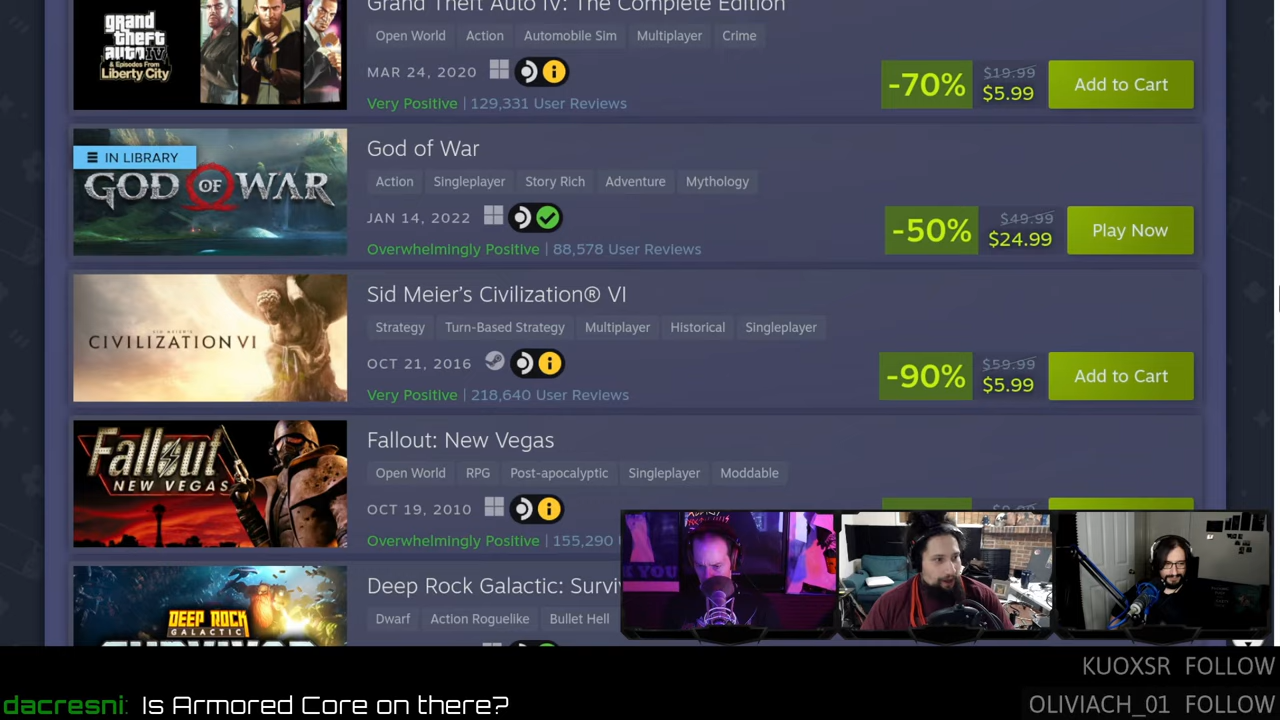 Grand Theft Auto IV: The Complete Edition
grand
theft
auto IV
& Episodes From
Liberty City
Open World Action Automobile Sim Multiplayer Crime
MAR 24, 2020
-70% $19.99 $5.99 Add to Cart
Very Positive | 129,331 User Reviews
IN LIBRARY
GOD OF WAR
God of War
Action Singleplayer Story Rich Adventure Mythology
JAN 14, 2022
-50% $49.99 $24.99 Play Now
Overwhelmingly Positive | 88,578 User Reviews
SID MEIER'S
CIVILIZATION VI
Sid Meier's Civilization® VI
Strategy Turn-Based Strategy Multiplayer Historical Singleplayer
OCT 21, 2016
-90% $59.99 $5.99 Add to Cart
Very Positive | 218,640 User Reviews
Fallout
NEW VEGAS
Fallout: New Vegas
Open World RPG Post-apocalyptic Singleplayer Moddable
OCT 19, 2010
Overwhelmingly Positive | 155,290
DEEP ROCK
GALACTIC
SURVIVOR
Deep Rock Galactic: Survi
Dwarf Action Roguelike Bullet Hell
KUOXSR FOLLOW
dacresni: Is Armored Core on there?
OLIVIACH_01 FOLLOW